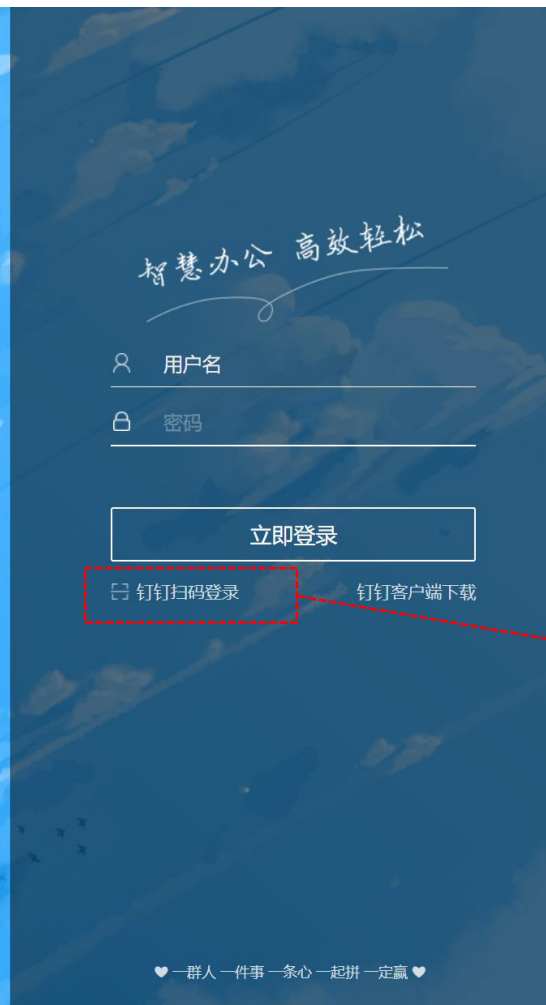 智慧办公 高效轻松
用户名
密码
立即登录
钉钉扫码登录 钉钉客户端下载
一群人 一件事 一条心 一起拼 一定赢